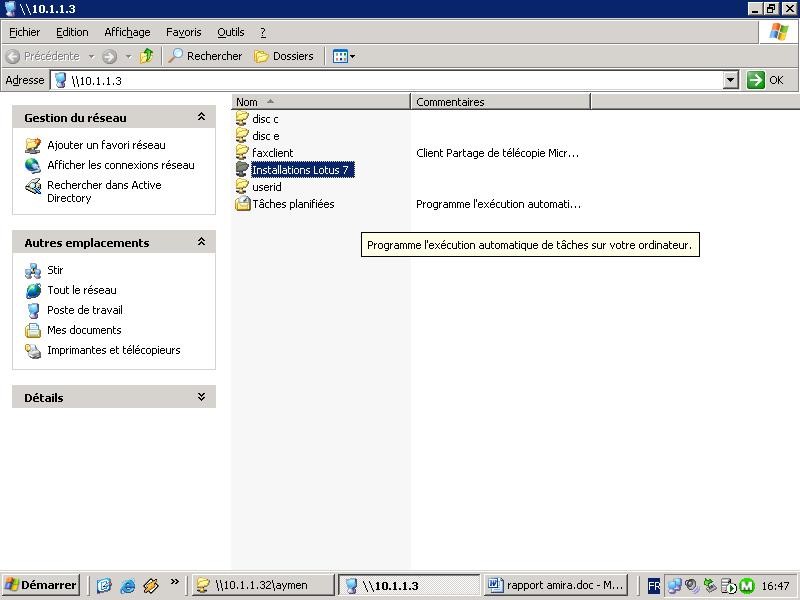 \\10.1.1.3
Fichier Edition Affichage Favoris Outils ?
Précédente Rechercher Dossiers
Adresse \\10.1.1.3 OK
Gestion du réseau
Ajouter un favori réseau
Afficher les connexions réseau
Rechercher dans Active
Directory
Autres emplacements
Stir
Tout le réseau
Poste de travail
Mes documents
Imprimantes et télécopieurs
Détails
Nom Commentaires
disc c
disc e
faxclient Client Partage de télécopie Micr...
Installations Lotus 7
userid
Tâches planifiées Programme l'exécution automati...
Programme l'exécution automatique de tâches sur votre ordinateur.
Démarrer » \\10.1.1.32\aymen \\10.1.1.3 rapport amira.doc - M... FR 16:47